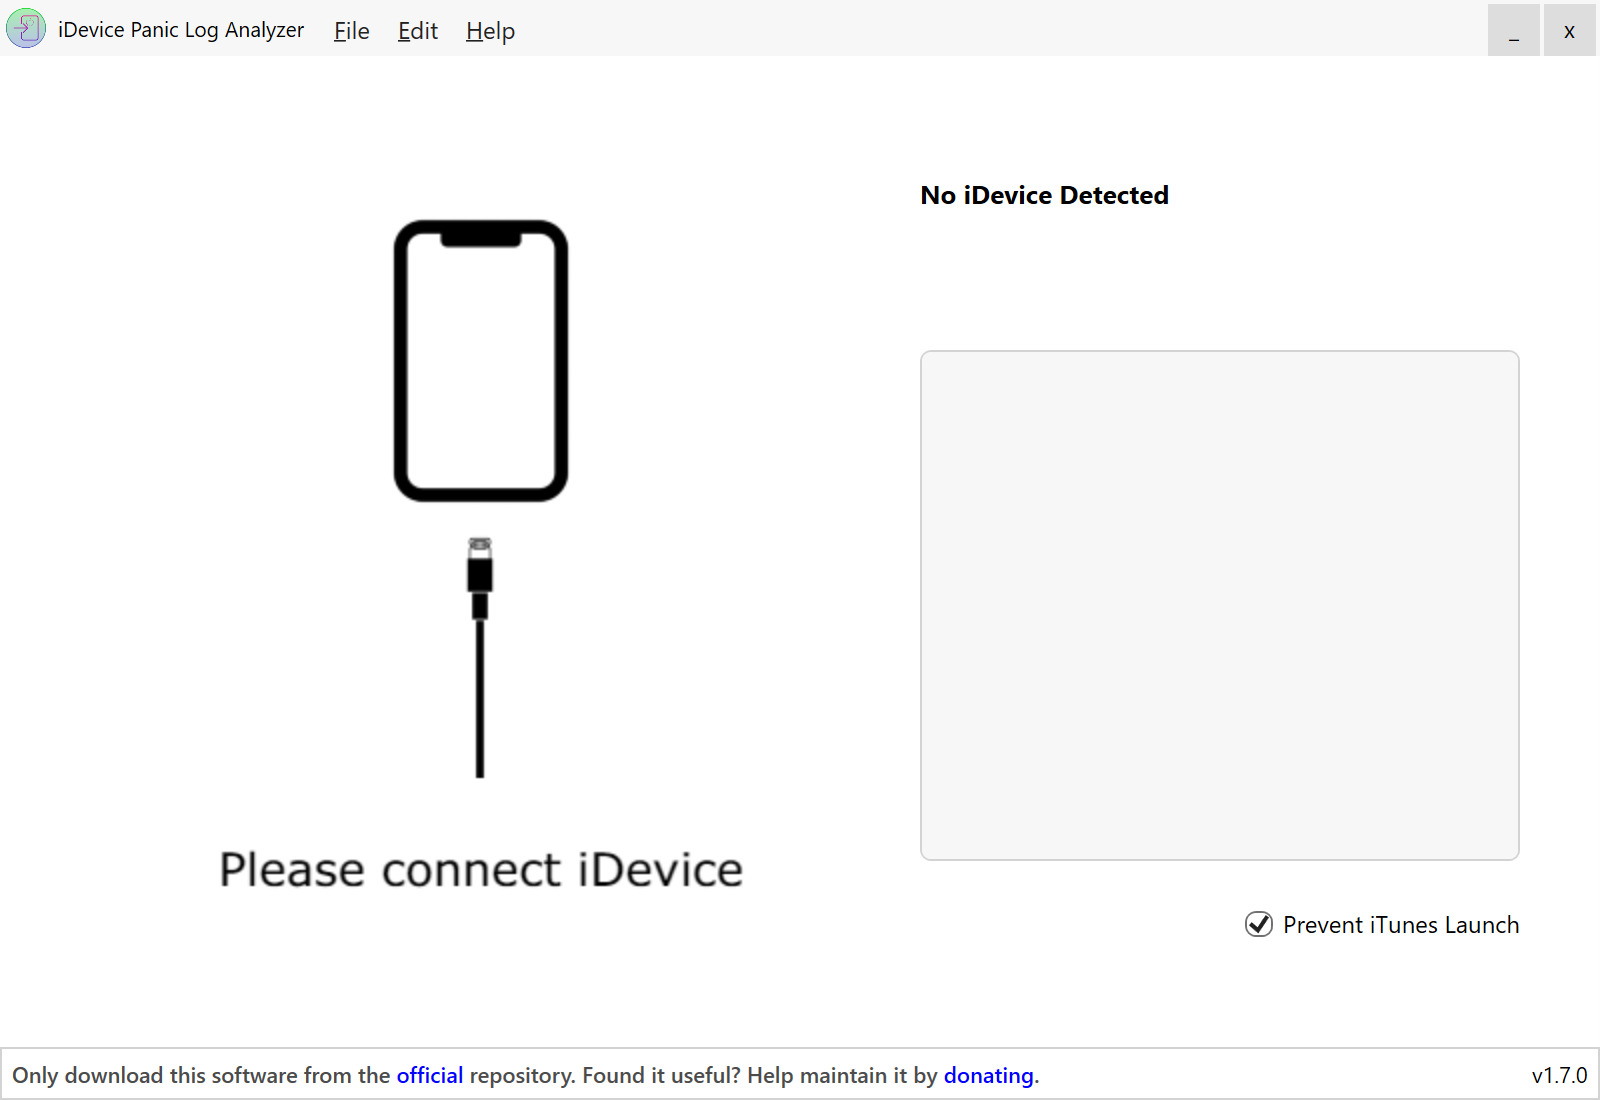 iDevice Panic Log Analyzer File Edit Help _ x
No iDevice Detected
Please connect iDevice
Prevent iTunes Launch
Only download this software from the official repository. Found it useful? Help maintain it by donating. v1.7.0